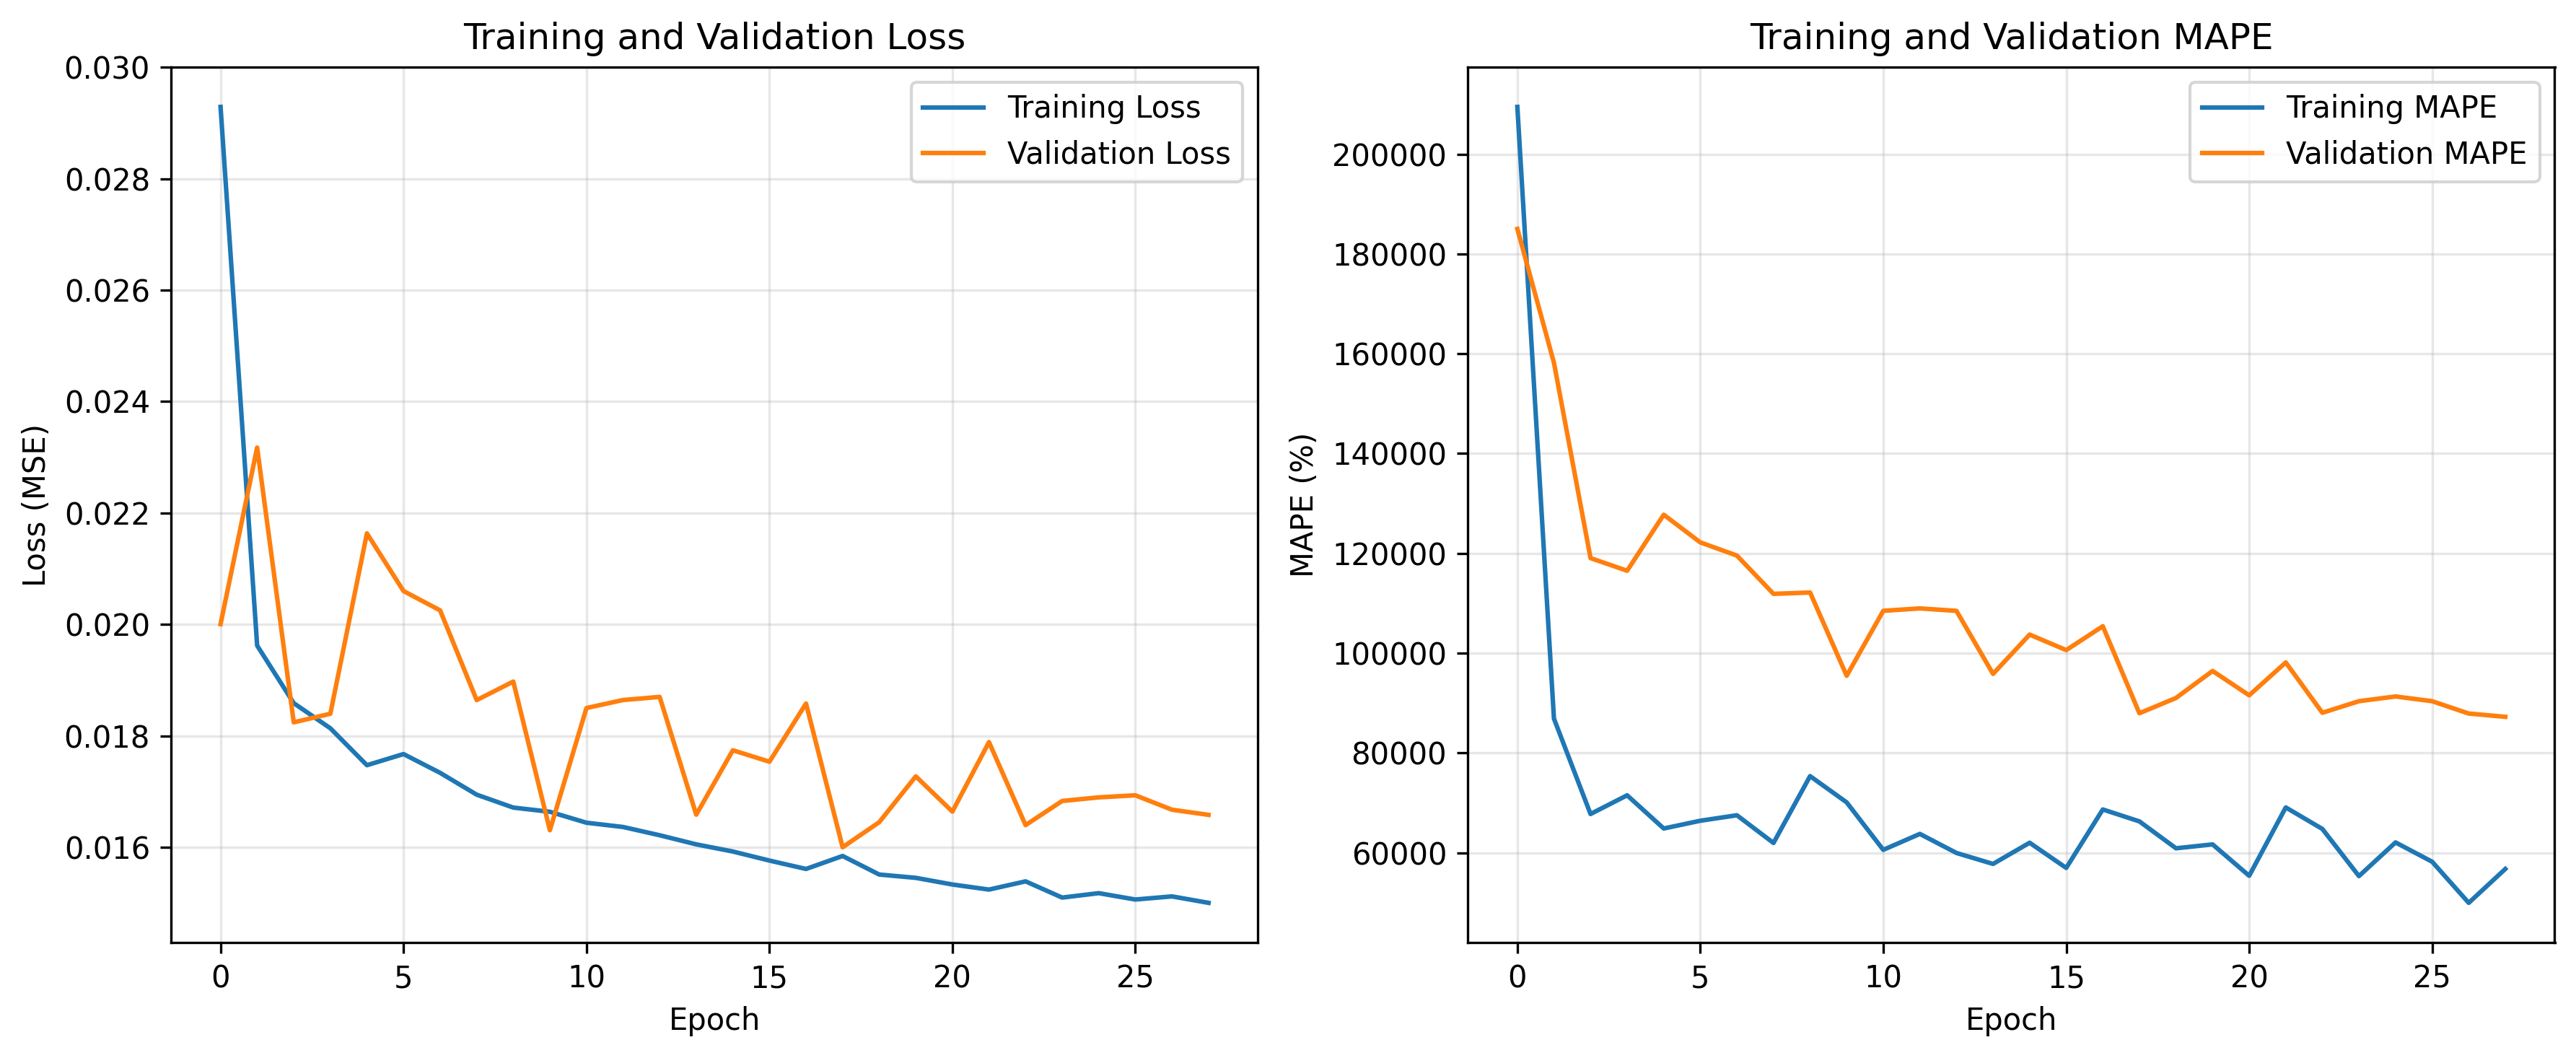 Training and Validation Loss
Loss (MSE)
0.030
0.028
0.026
0.024
0.022
0.020
0.018
0.016
Training Loss
Validation Loss
0 5 10 15 20 25
Epoch
Training and Validation MAPE
MAPE (%)
200000
180000
160000
140000
120000
100000
80000
60000
Training MAPE
Validation MAPE
0 5 10 15 20 25
Epoch